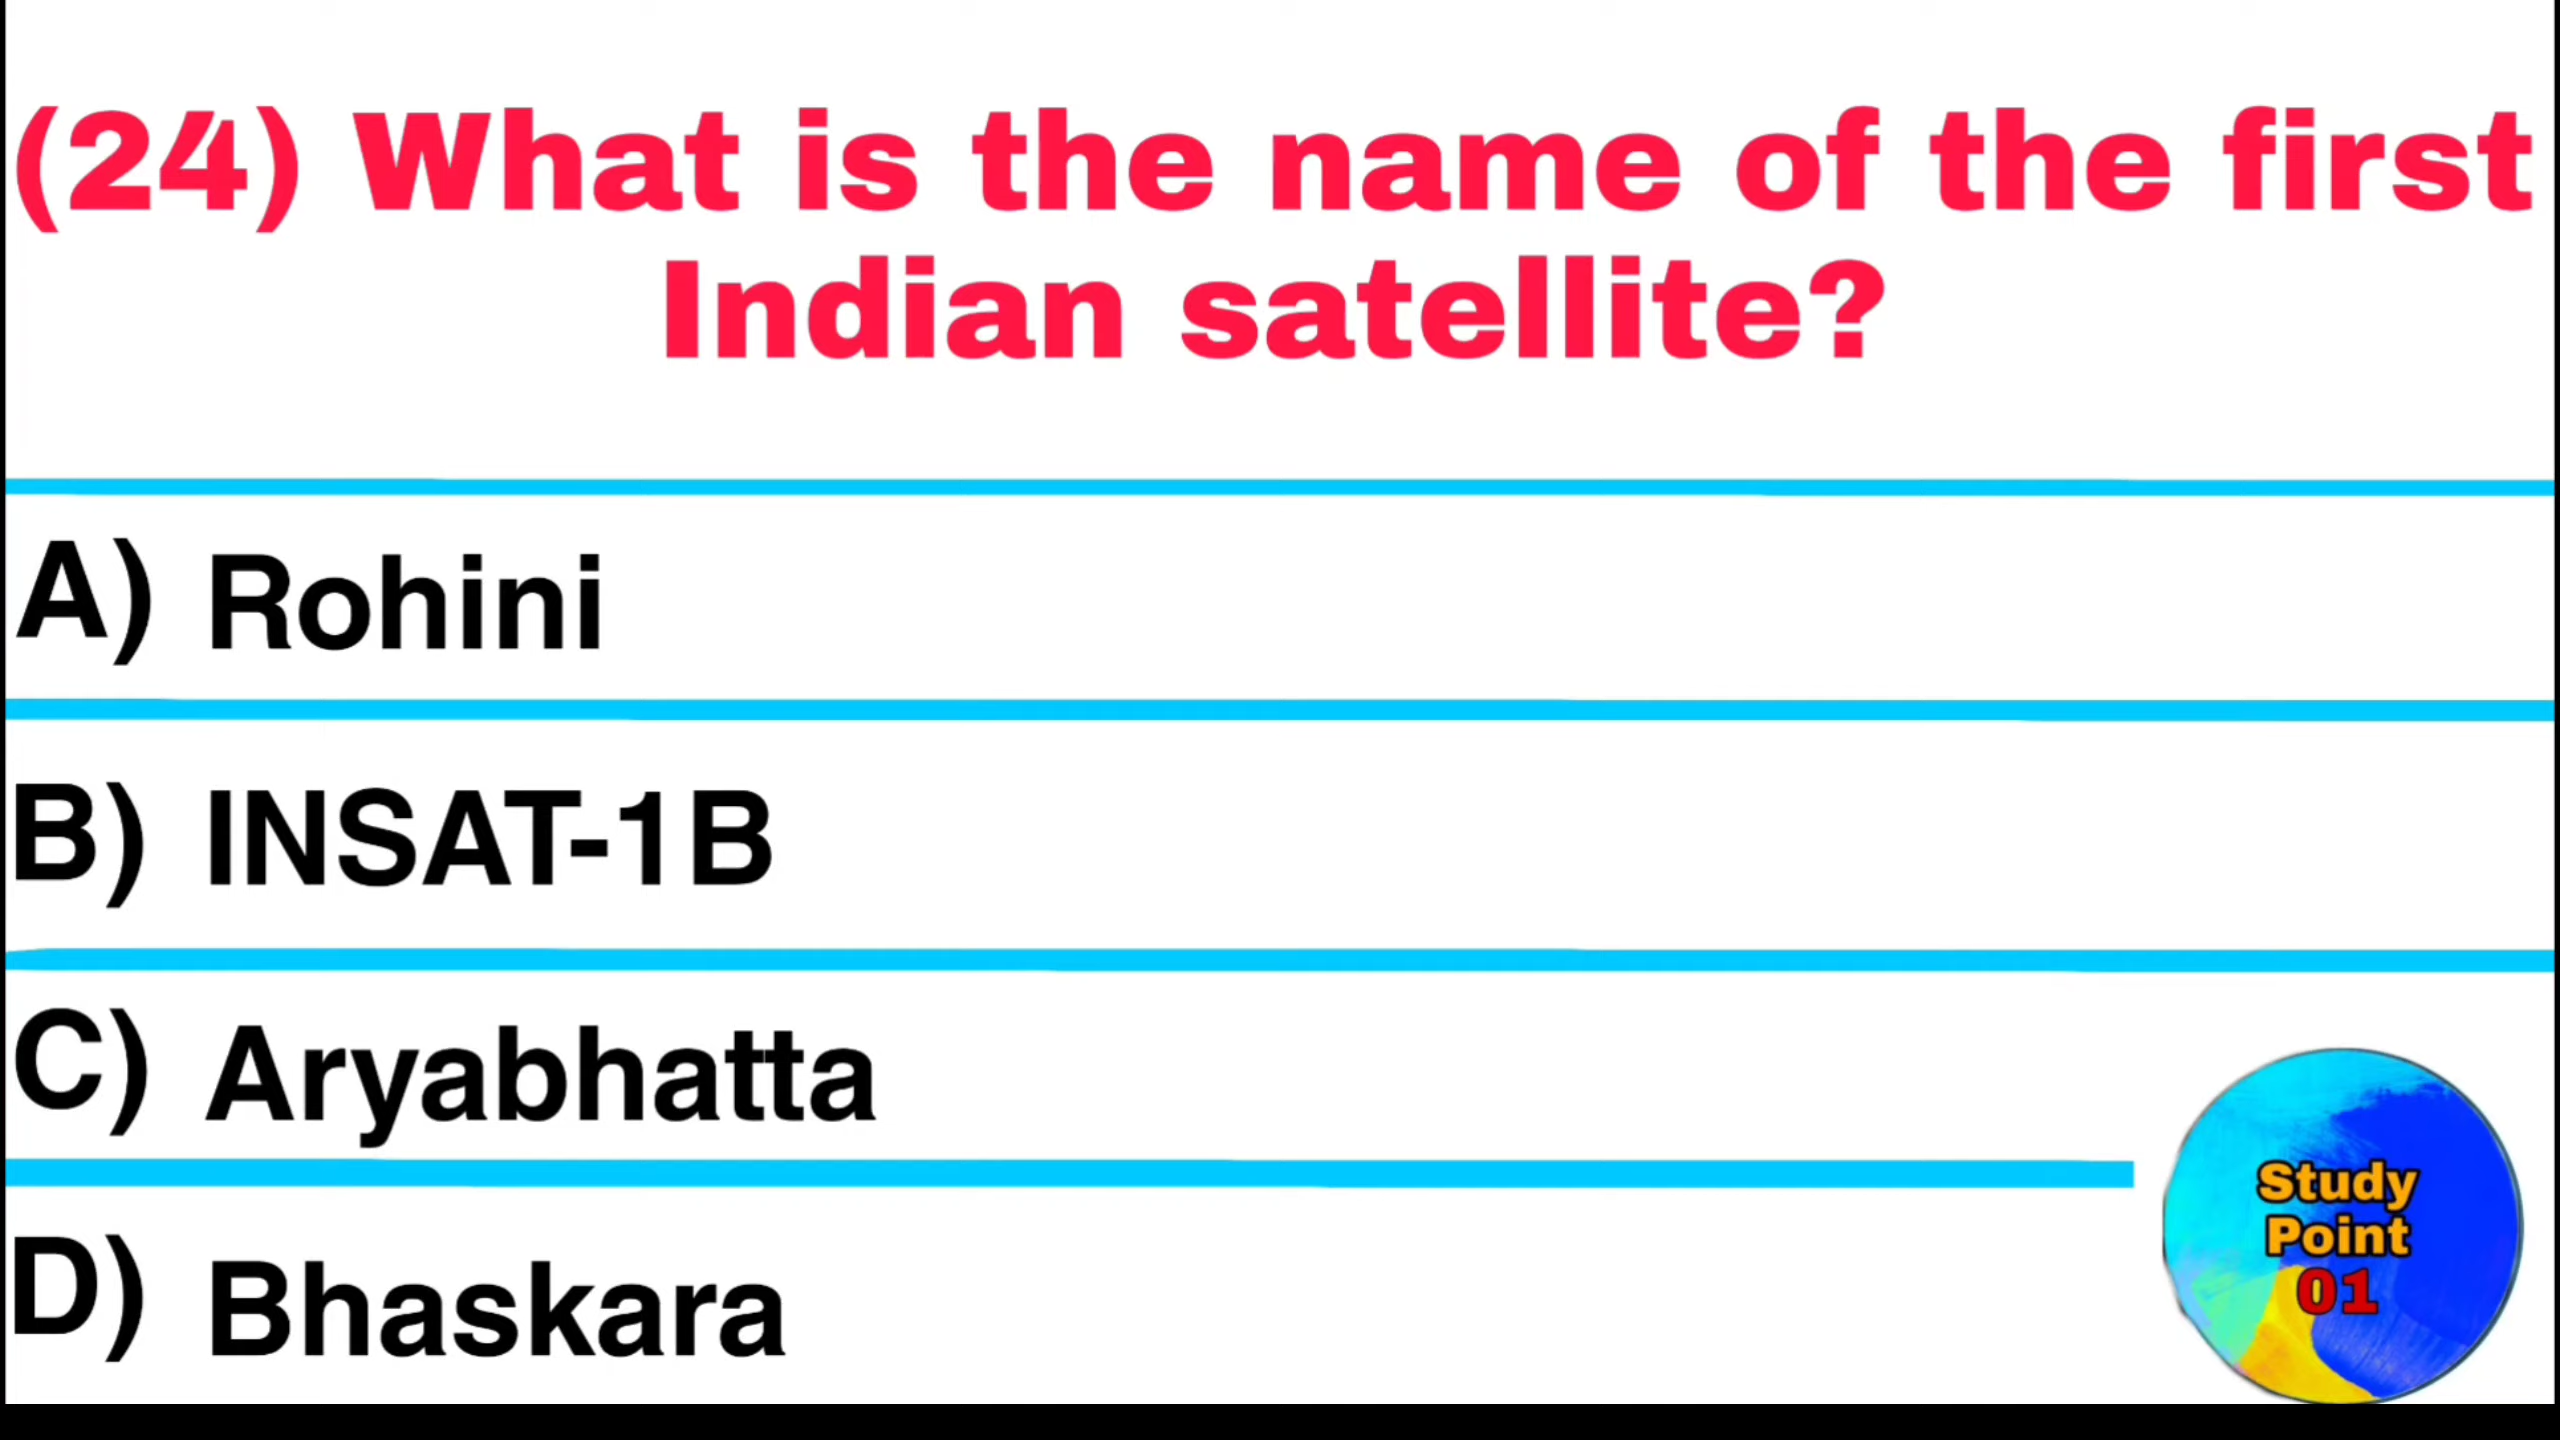 (24) What is the name of the first
Indian satellite?
A) Rohini
B) INSAT-1B
C) Aryabhatta
D) Bhaskara
Study
Point
01